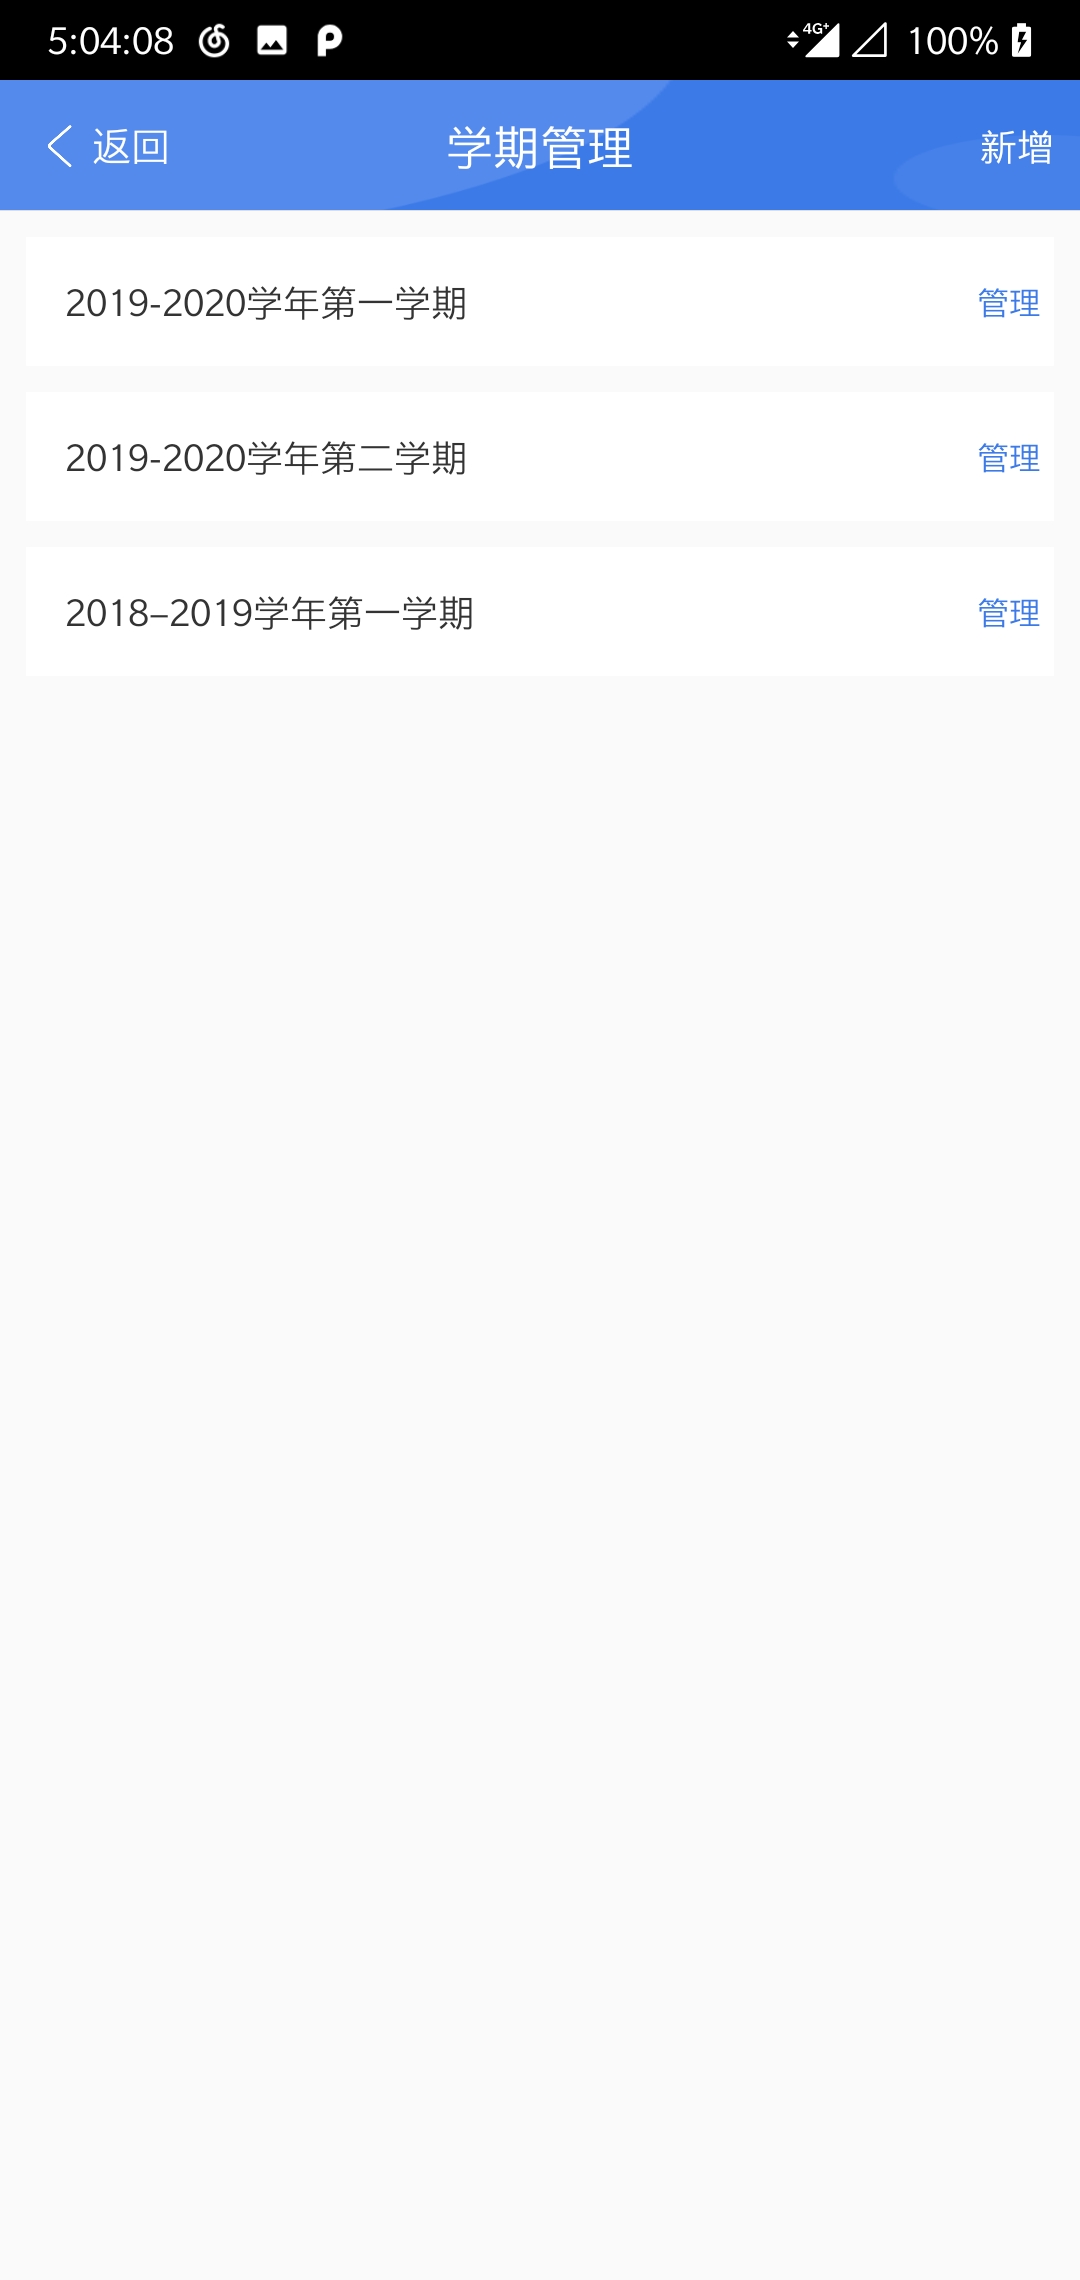 5:04:08 4G+ 100%
返回 学期管理 新增
2019-2020学年第一学期 管理
2019-2020学年第二学期 管理
2018–2019学年第一学期 管理